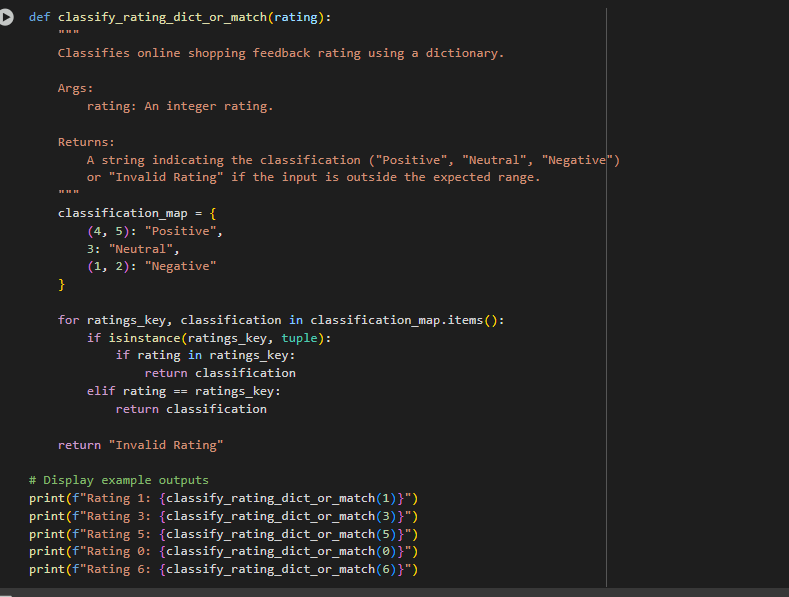 def classify_rating_dict_or_match(rating):
    """
    Classifies online shopping feedback rating using a dictionary.

    Args:
        rating: An integer rating.

    Returns:
        A string indicating the classification ("Positive", "Neutral", "Negative")
        or "Invalid Rating" if the input is outside the expected range.
    """
    classification_map = {
        (4, 5): "Positive",
        3: "Neutral",
        (1, 2): "Negative"
    }

    for ratings_key, classification in classification_map.items():
        if isinstance(ratings_key, tuple):
            if rating in ratings_key:
                return classification
        elif rating == ratings_key:
            return classification

    return "Invalid Rating"

# Display example outputs
print(f"Rating 1: {classify_rating_dict_or_match(1)}")
print(f"Rating 3: {classify_rating_dict_or_match(3)}")
print(f"Rating 5: {classify_rating_dict_or_match(5)}")
print(f"Rating 0: {classify_rating_dict_or_match(0)}")
print(f"Rating 6: {classify_rating_dict_or_match(6)}")